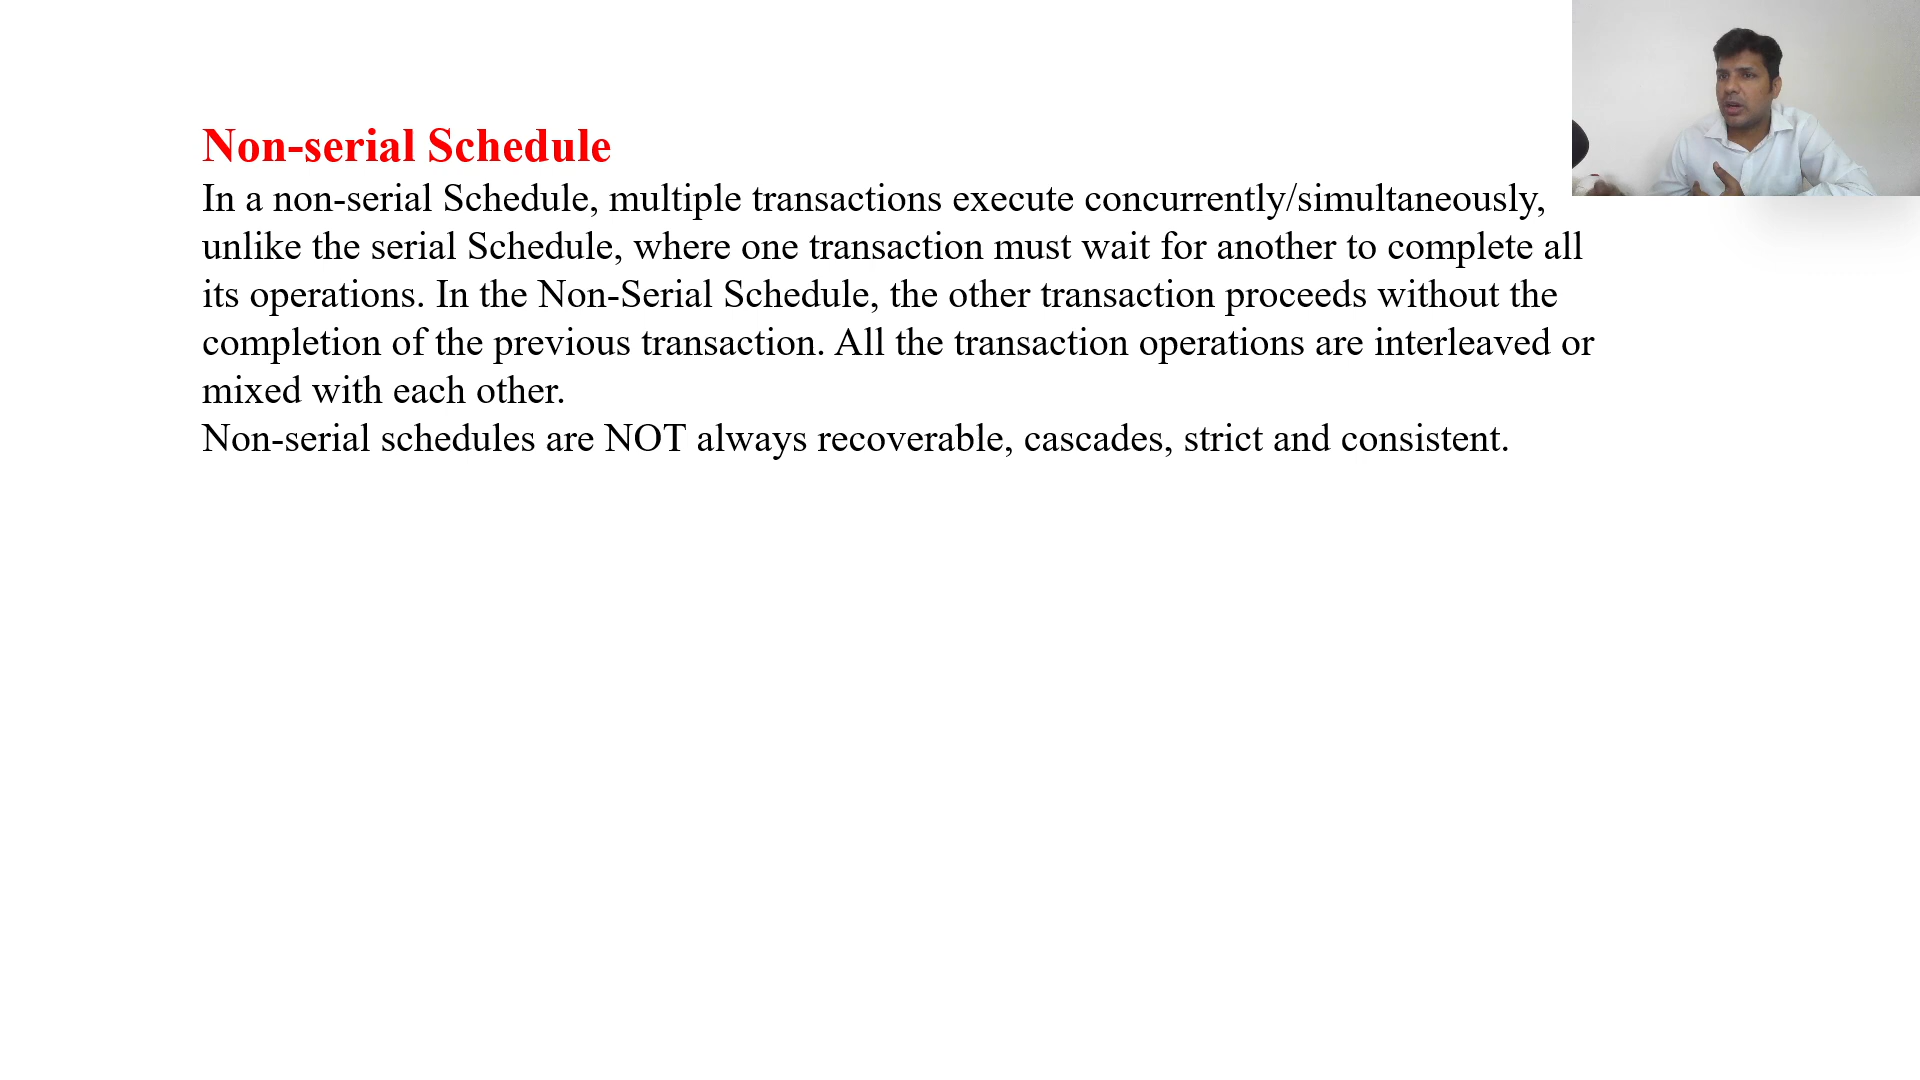 Non-serial Schedule
In a non-serial Schedule, multiple transactions execute concurrently/simultaneously,
unlike the serial Schedule, where one transaction must wait for another to complete all
its operations. In the Non-Serial Schedule, the other transaction proceeds without the
completion of the previous transaction. All the transaction operations are interleaved or
mixed with each other.
Non-serial schedules are NOT always recoverable, cascades, strict and consistent.